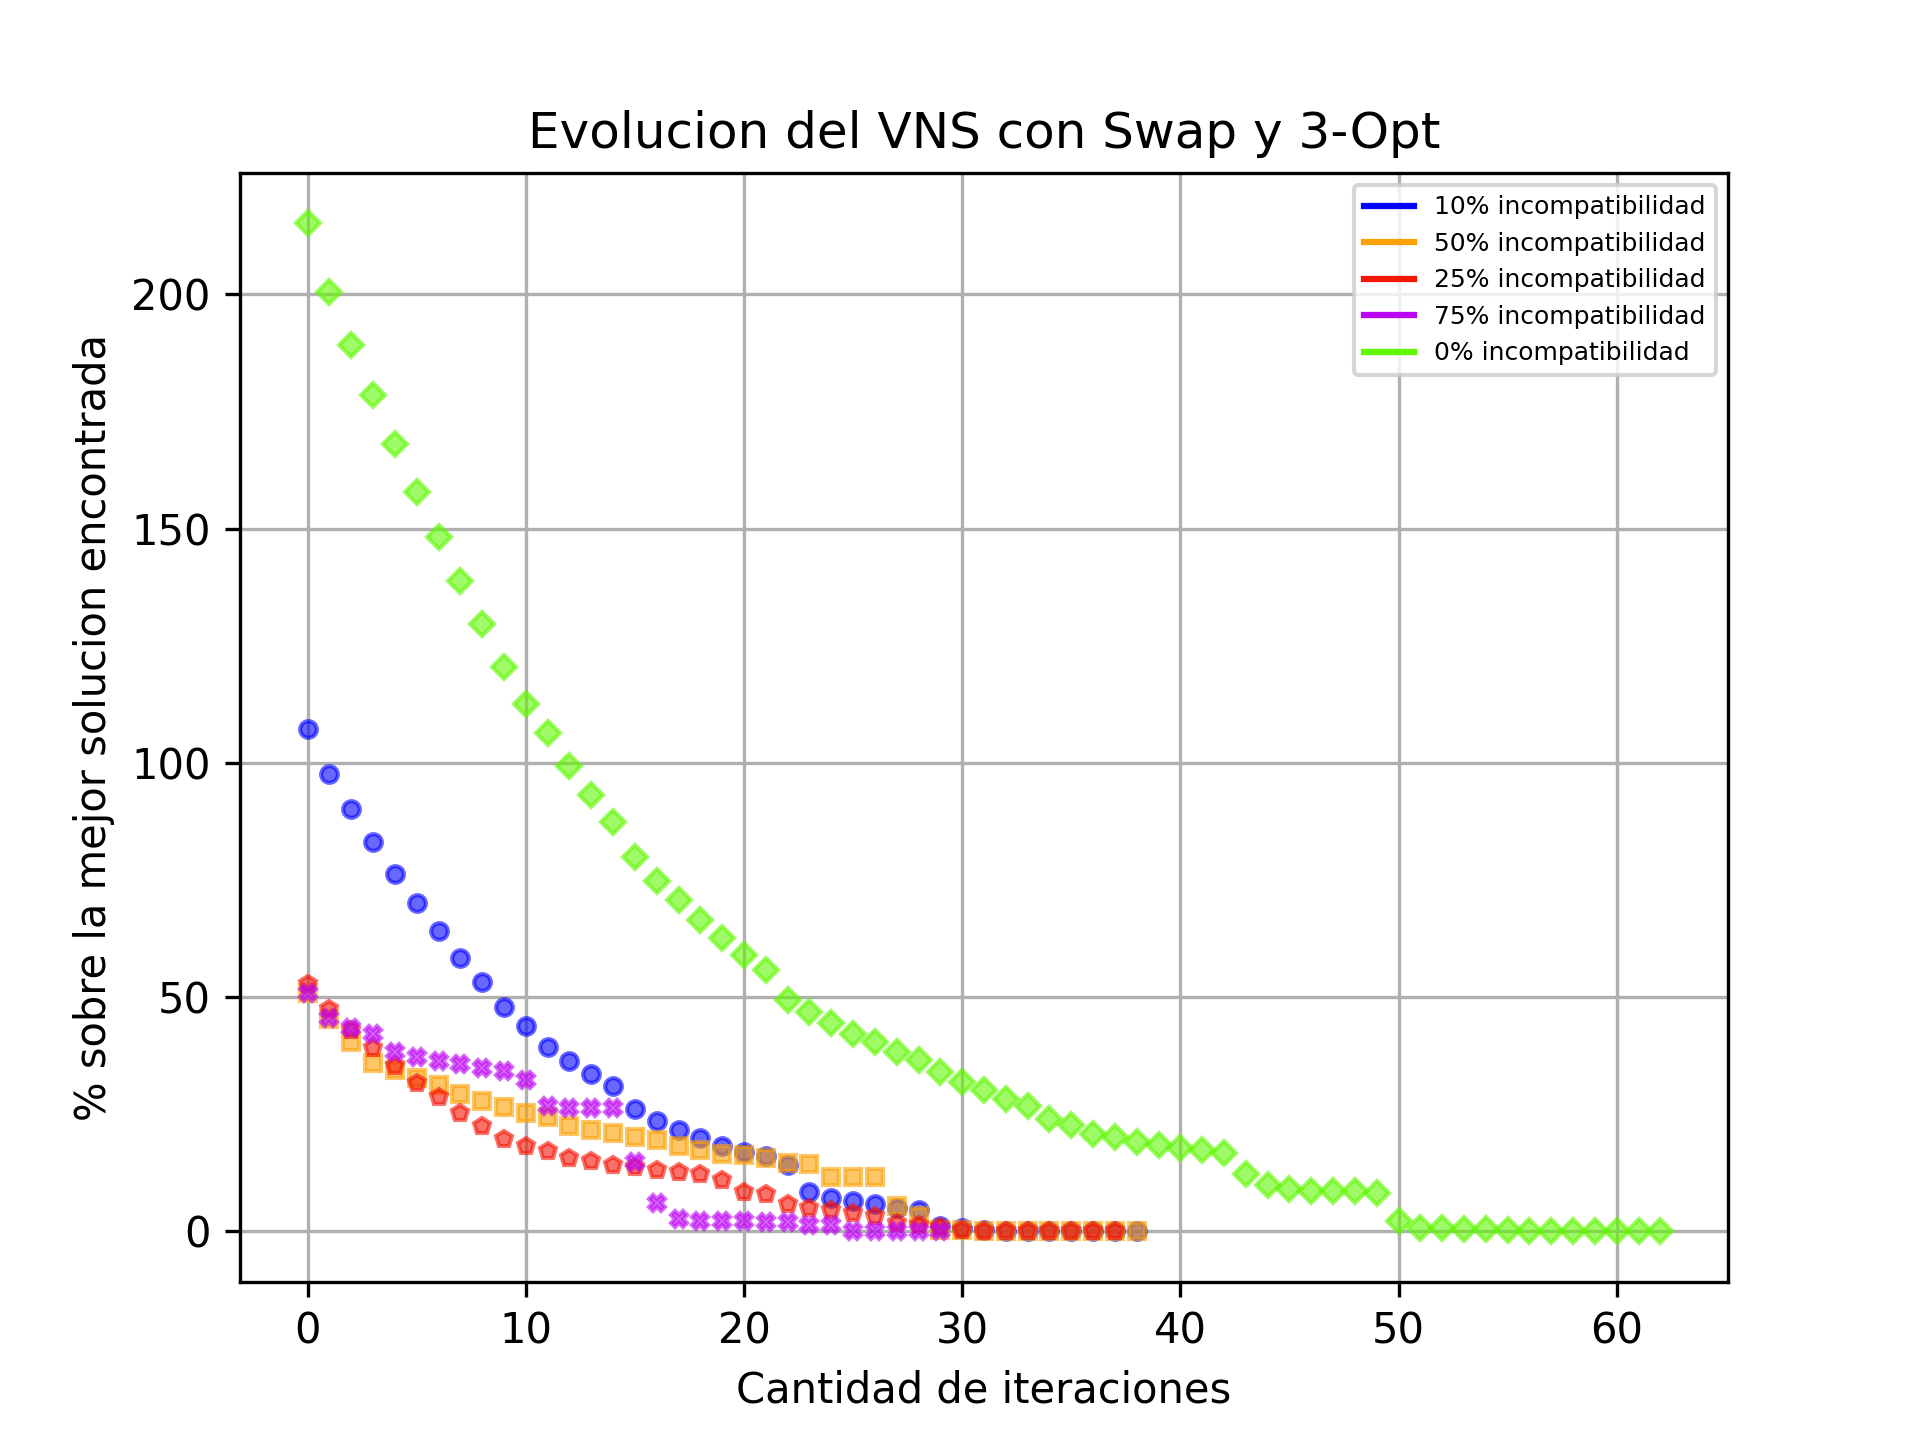 Evolucion del VNS con Swap y 3-Opt
10% incompatibilidad
50% incompatibilidad
25% incompatibilidad
75% incompatibilidad
0% incompatibilidad
% sobre la mejor solucion encontrada
200
150
100
50
0
0 10 20 30 40 50 60
Cantidad de iteraciones